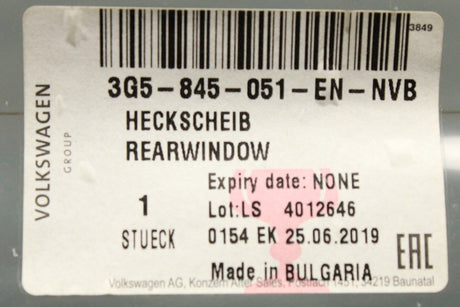 3849
VOLKSWAGEN
GROUP
3G5-845-051-EN-NVB
HECKSCHEIB
REARWINDOW
Expiry date: NONE
1 Lot:LS 4012646
STUECK 0154 EK 25.06.2019
EAC
Made in BULGARIA
Volkswagen AG, Konzern After Sales, Postbach 1451, 34219 Baunatal